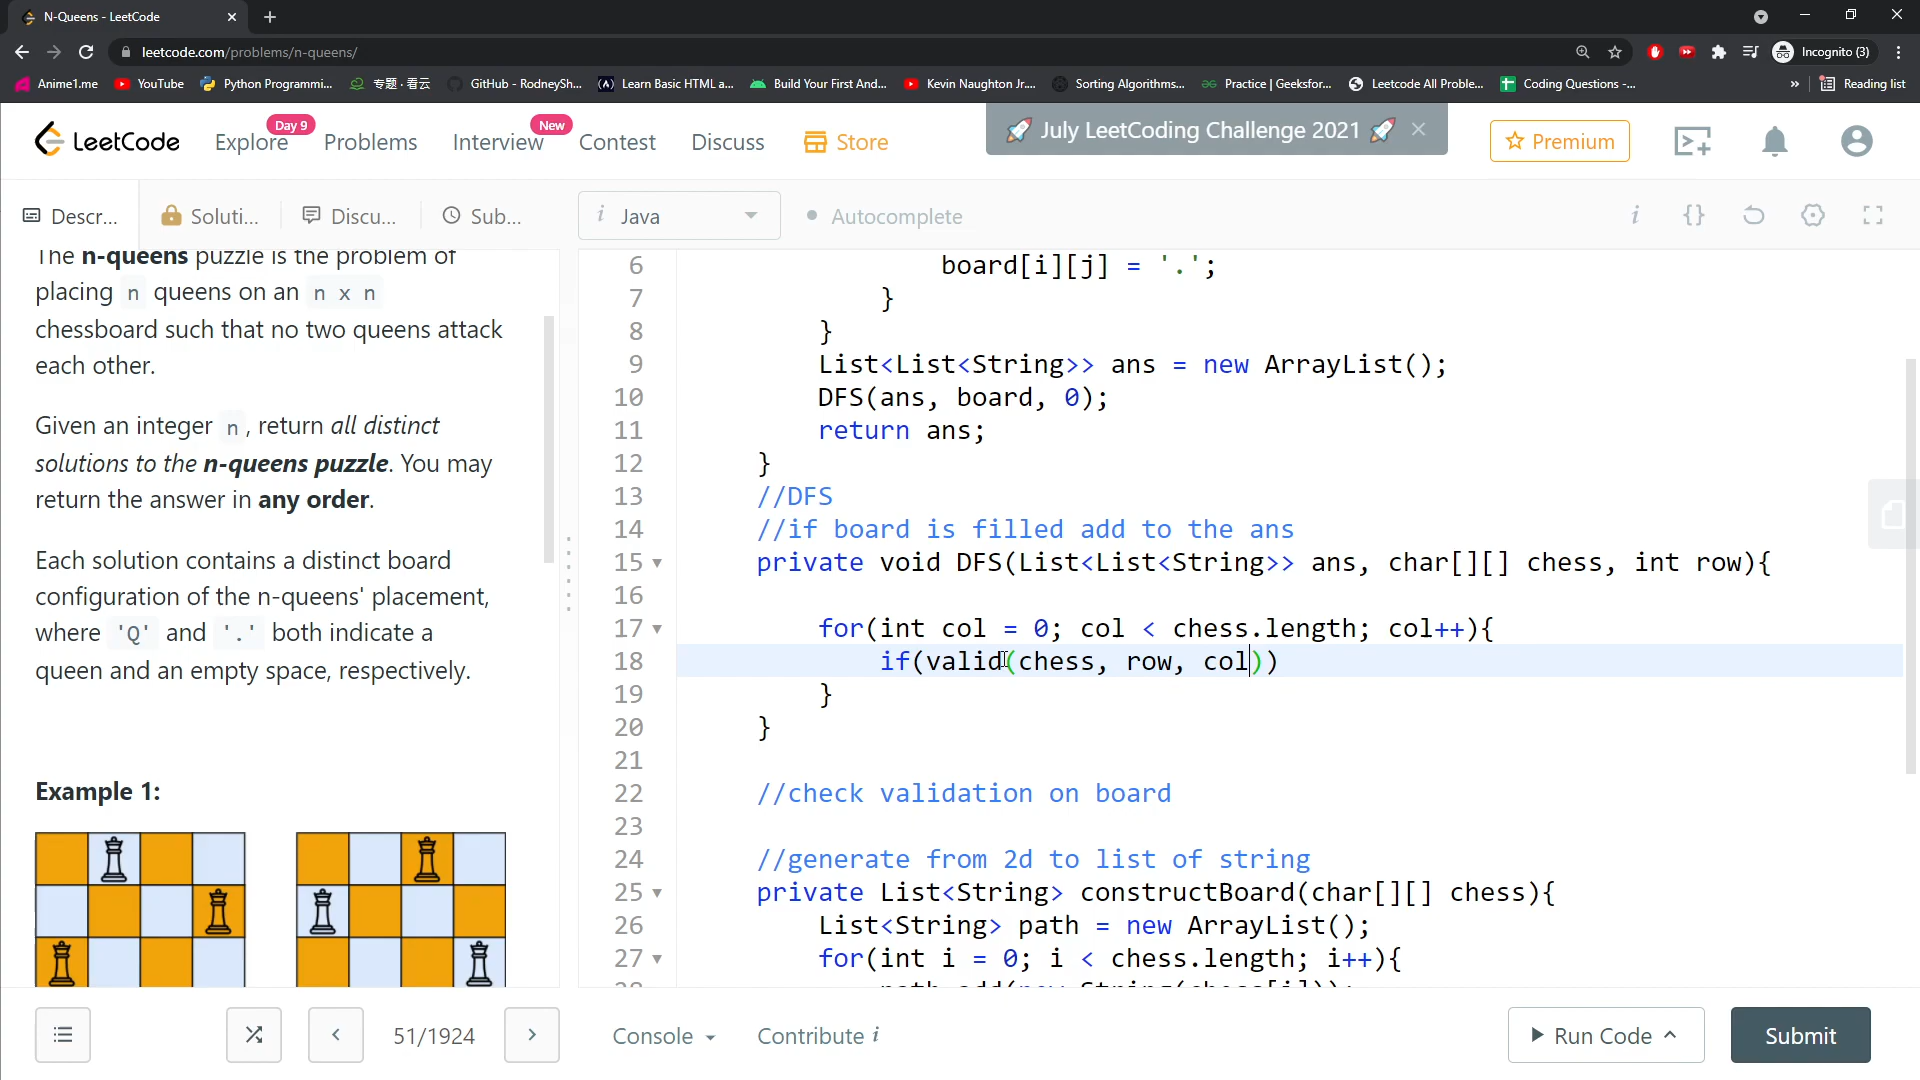 N-Queens - LeetCode
leetcode.com/problems/n-queens/
Incognito (3)
Anime1.me
YouTube
Python Programmi...
专题·看云
GitHub - RodneySh...
Learn Basic HTML a...
Build Your First And...
Kevin Naughton Jr....
Sorting Algorithms...
Practice | Geeksfor...
Leetcode All Proble...
Coding Questions -...
»
Reading list
LeetCode
Explore
Day 9
Problems
Interview
New
Contest
Discuss
Store
🚀 July LeetCoding Challenge 2021 🚀
Premium
Descr...
Soluti...
Discu...
Sub...
i Java
Autocomplete
The n-queens puzzle is the problem of
placing n queens on an n x n
chessboard such that no two queens attack
each other.
Given an integer n, return all distinct
solutions to the n-queens puzzle. You may
return the answer in any order.
Each solution contains a distinct board
configuration of the n-queens' placement,
where 'Q' and '.' both indicate a
queen and an empty space, respectively.
Example 1:
6 board[i][j] = '.';
7 }
8 }
9 List<List<String>> ans = new ArrayList();
10 DFS(ans, board, 0);
11 return ans;
12 }
13 //DFS
14 //if board is filled add to the ans
15 private void DFS(List<List<String>> ans, char[][] chess, int row){
16
17 for(int col = 0; col < chess.length; col++){
18 if(valid(chess, row, col))
19 }
20 }
21
22 //check validation on board
23
24 //generate from 2d to list of string
25 private List<String> constructBoard(char[][] chess){
26 List<String> path = new ArrayList();
27 for(int i = 0; i < chess.length; i++){
28 path.add(new String(chess[i]));
51/1924
Console
Contribute i
Run Code
Submit